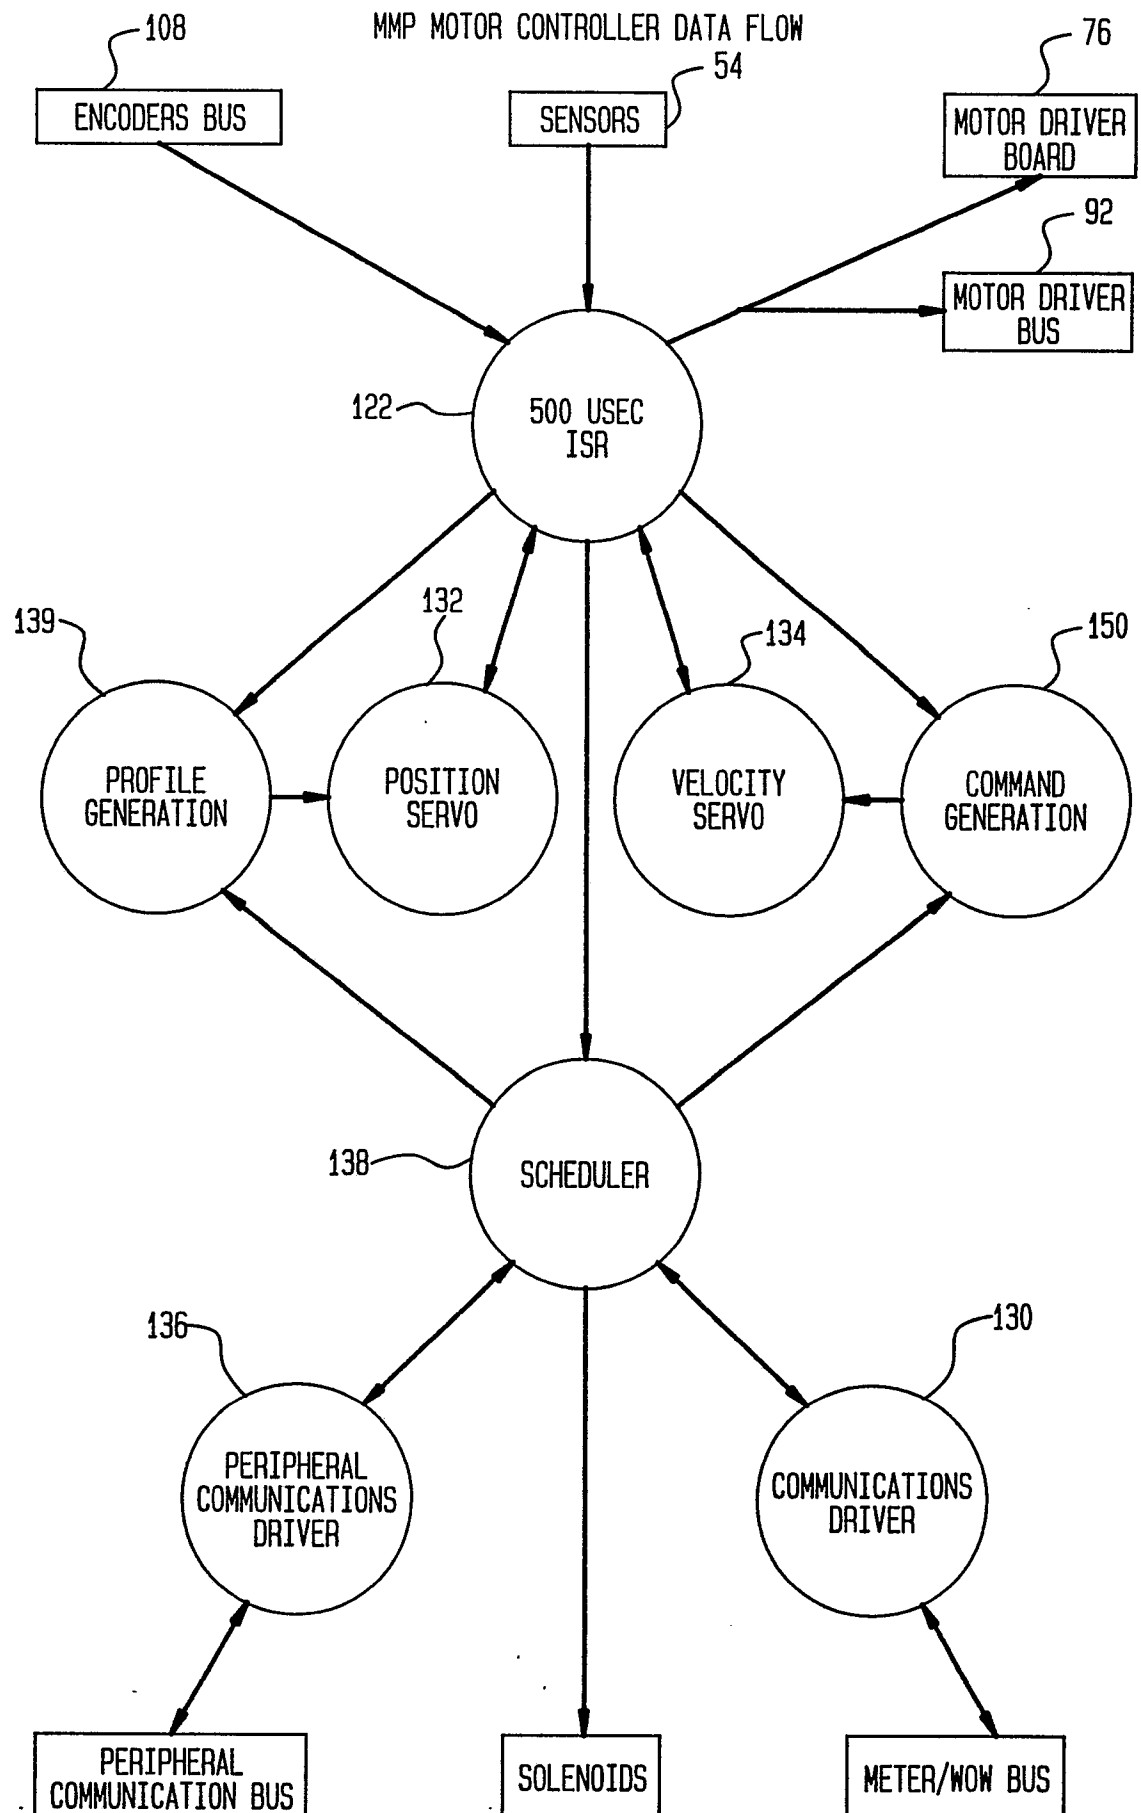 MMP MOTOR CONTROLLER DATA FLOW
108
54
76
ENCODERS BUS
SENSORS
MOTOR DRIVER
BOARD
92
MOTOR DRIVER
BUS
122
500 USEC
ISR
139
132
134
150
PROFILE
GENERATION
POSITION
SERVO
VELOCITY
SERVO
COMMAND
GENERATION
138
SCHEDULER
136
130
PERIPHERAL
COMMUNICATIONS
DRIVER
COMMUNICATIONS
DRIVER
PERIPHERAL
COMMUNICATION BUS
SOLENOIDS
METER/WOW BUS